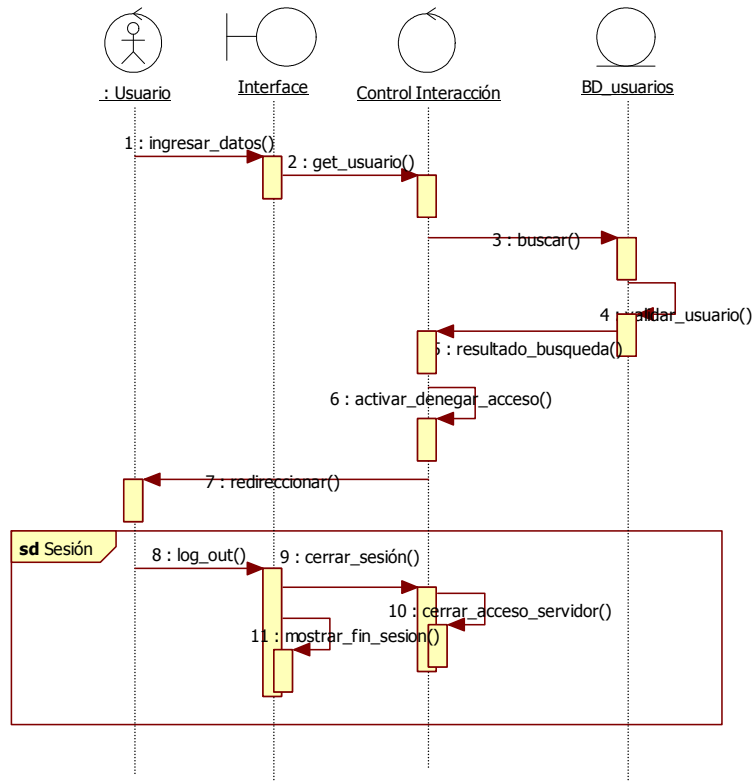 : Usuario
Interface
Control Interacción
BD_usuarios
1 : ingresar_datos()
2 : get_usuario()
3 : buscar()
4 : validar_usuario()
5 : resultado_busqueda()
6 : activar_denegar_acceso()
7 : redireccionar()
sd Sesión
8 : log_out()
9 : cerrar_sesión()
10 : cerrar_acceso_servidor()
11 : mostrar_fin_sesion()